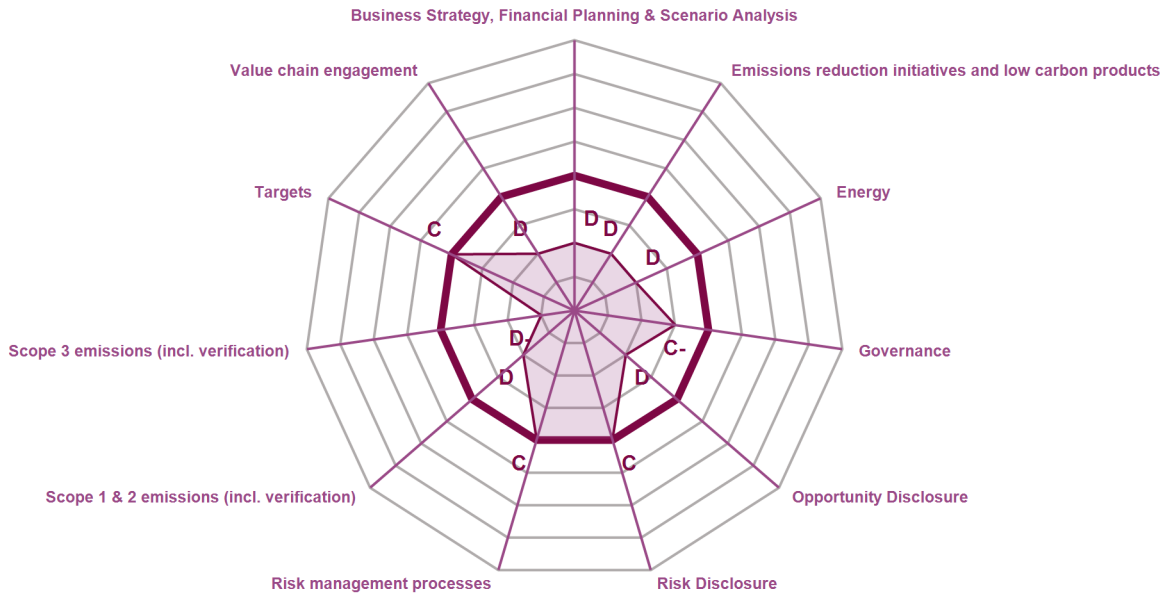 Business Strategy, Financial Planning & Scenario Analysis
Value chain engagement
Emissions reduction initiatives and low carbon products
Targets
Energy
C
D
D
D
D
Scope 3 emissions (incl. verification)
Governance
D-
C-
D
D
C
C
Scope 1 & 2 emissions (incl. verification)
Opportunity Disclosure
Risk management processes
Risk Disclosure